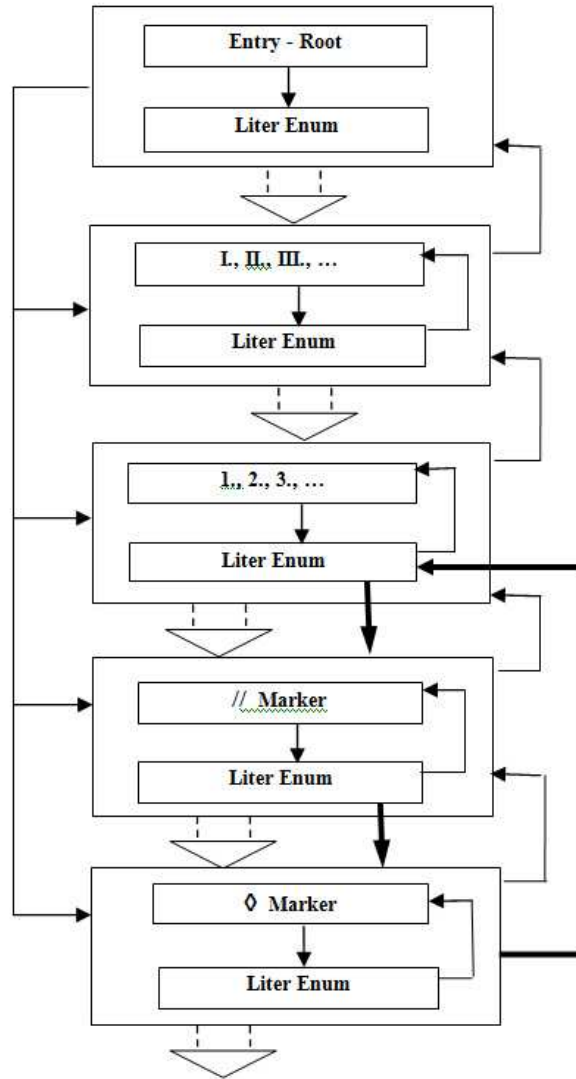 Entry - Root
Liter Enum
I., II., III., …
Liter Enum
1., 2., 3., …
Liter Enum
// Marker
Liter Enum
◊ Marker
Liter Enum